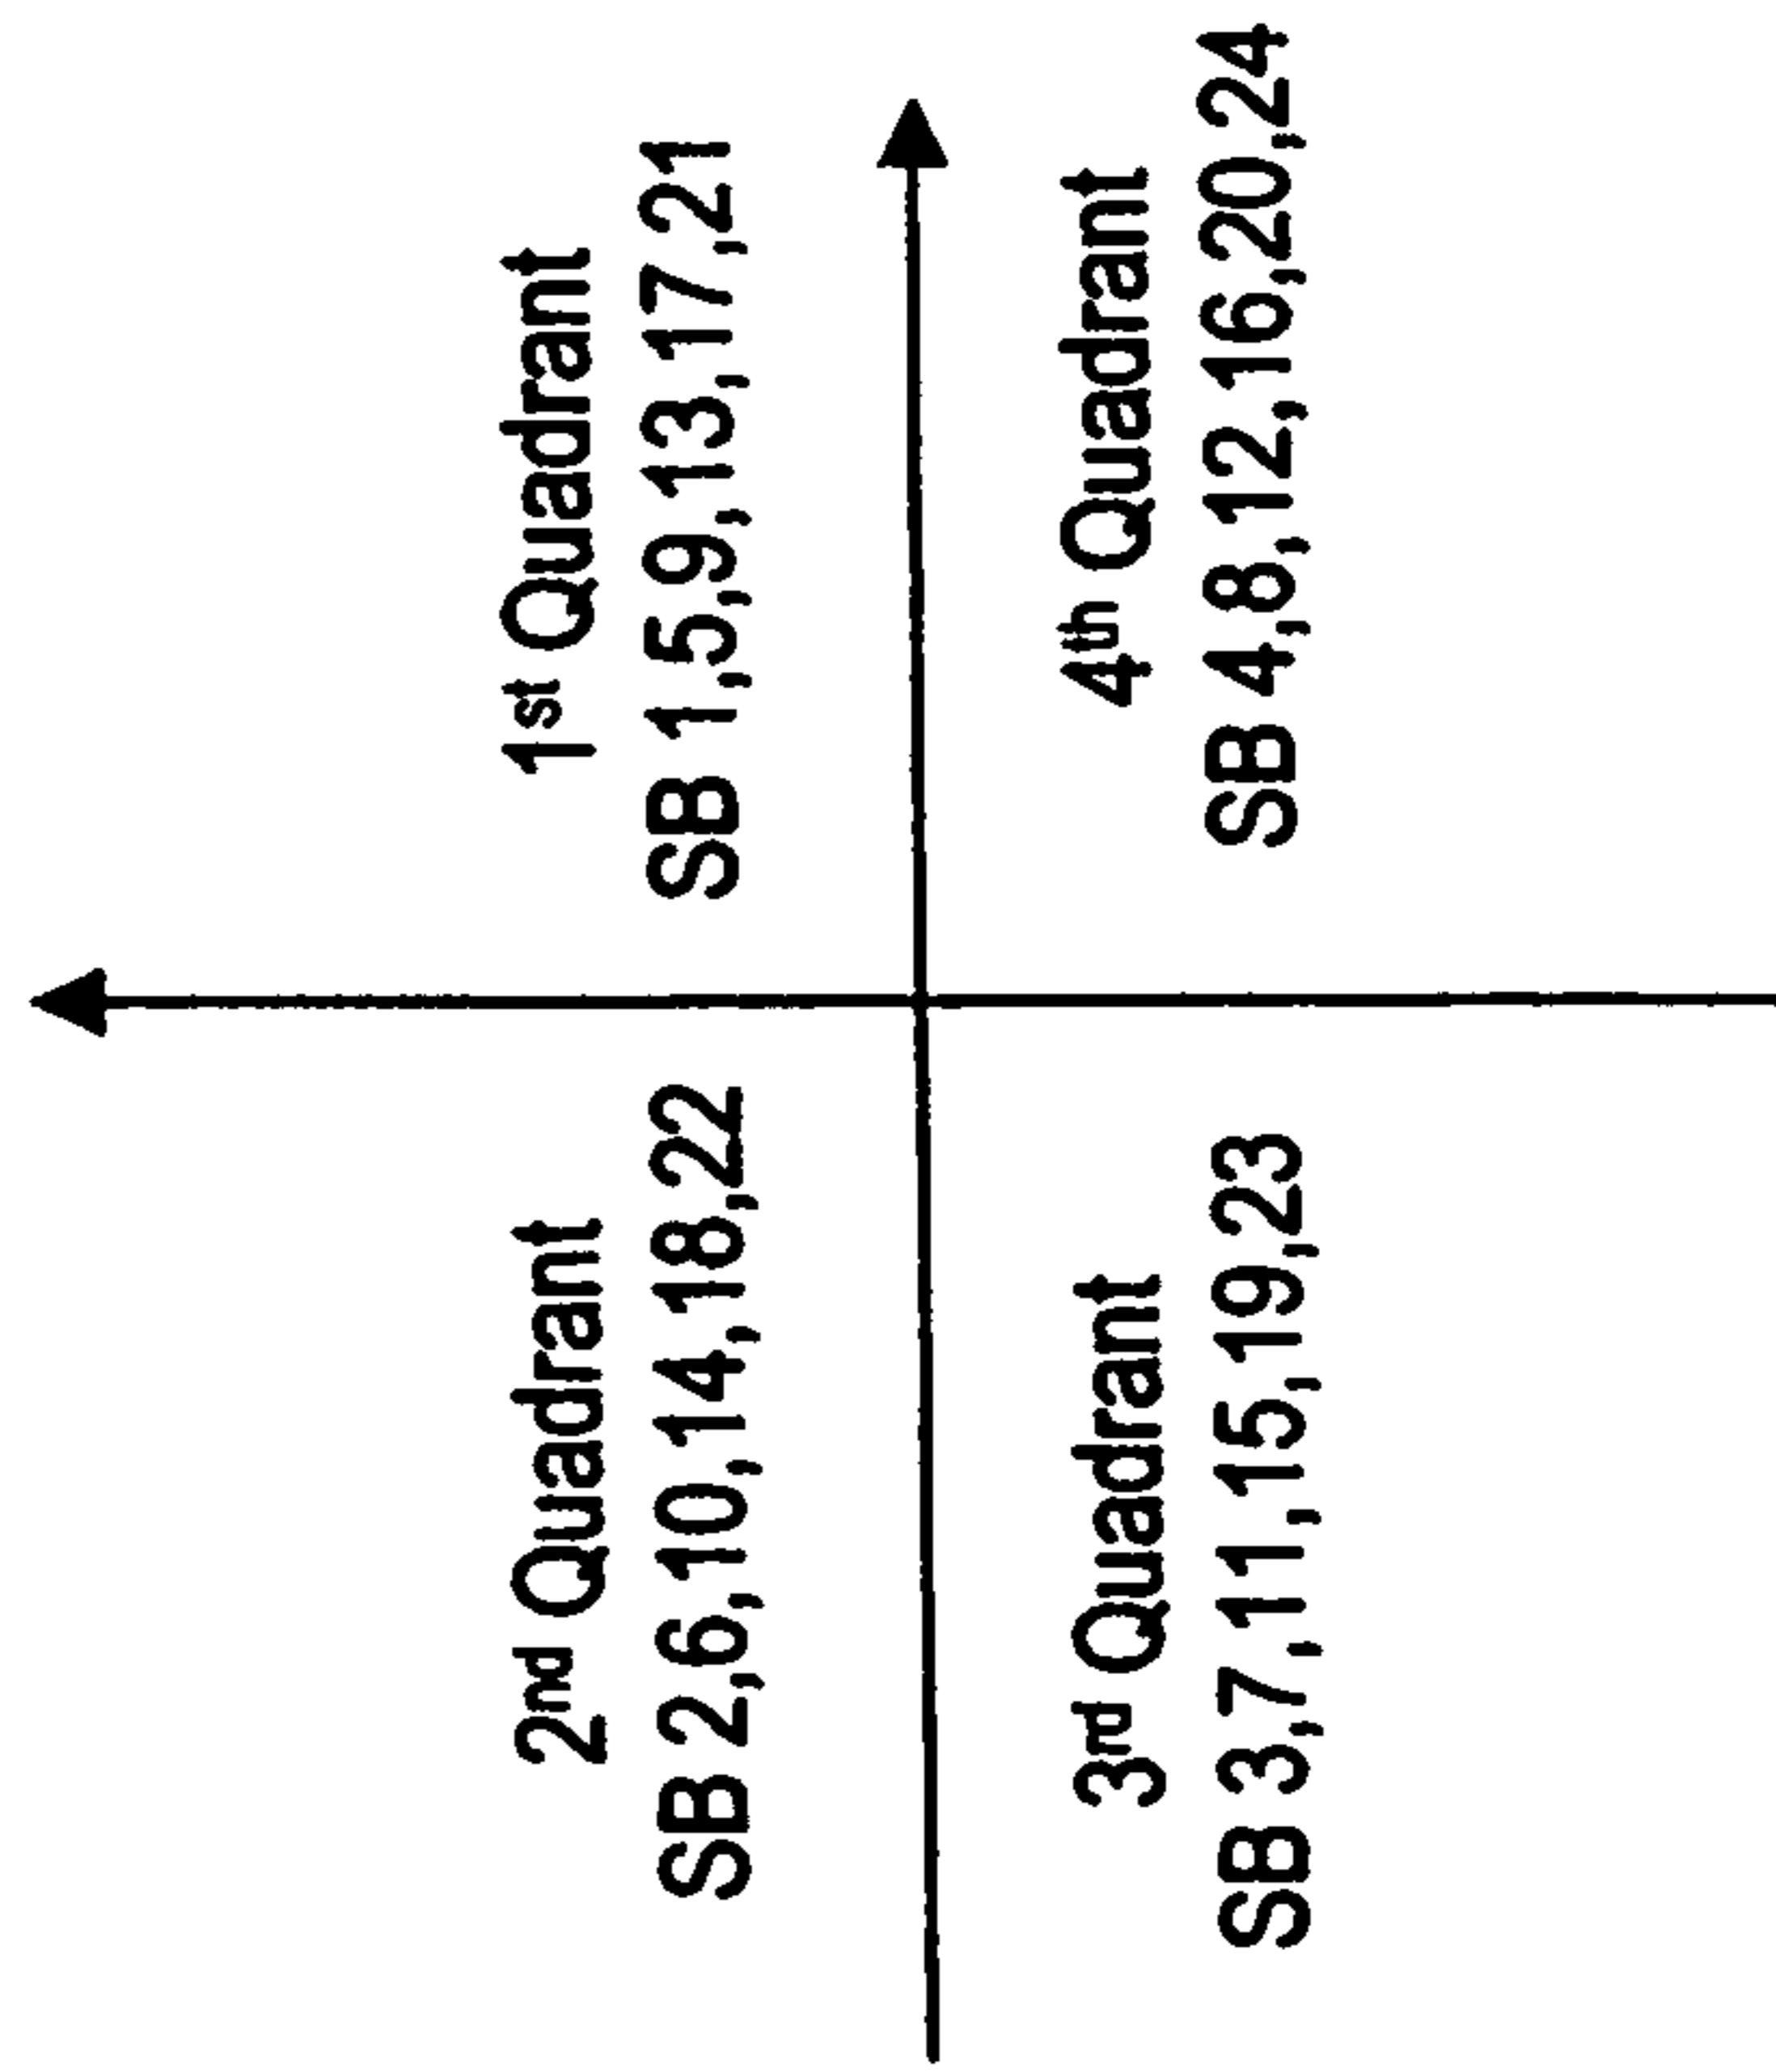 2nd Quadrant
SB 2,6,10,14,18,22
1st Quadrant
SB 1,5,9,13,17,21
3rd Quadrant
SB 3,7,11,15,19,23
4th Quadrant
SB 4,8,12,16,20,24